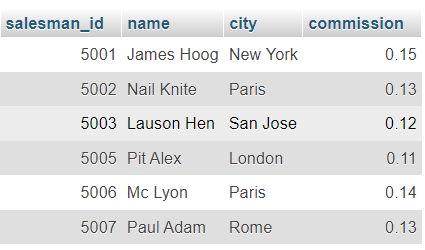 salesman_id name city commission
5001 James Hoog New York 0.15
5002 Nail Knite Paris 0.13
5003 Lauson Hen San Jose 0.12
5005 Pit Alex London 0.11
5006 Mc Lyon Paris 0.14
5007 Paul Adam Rome 0.13